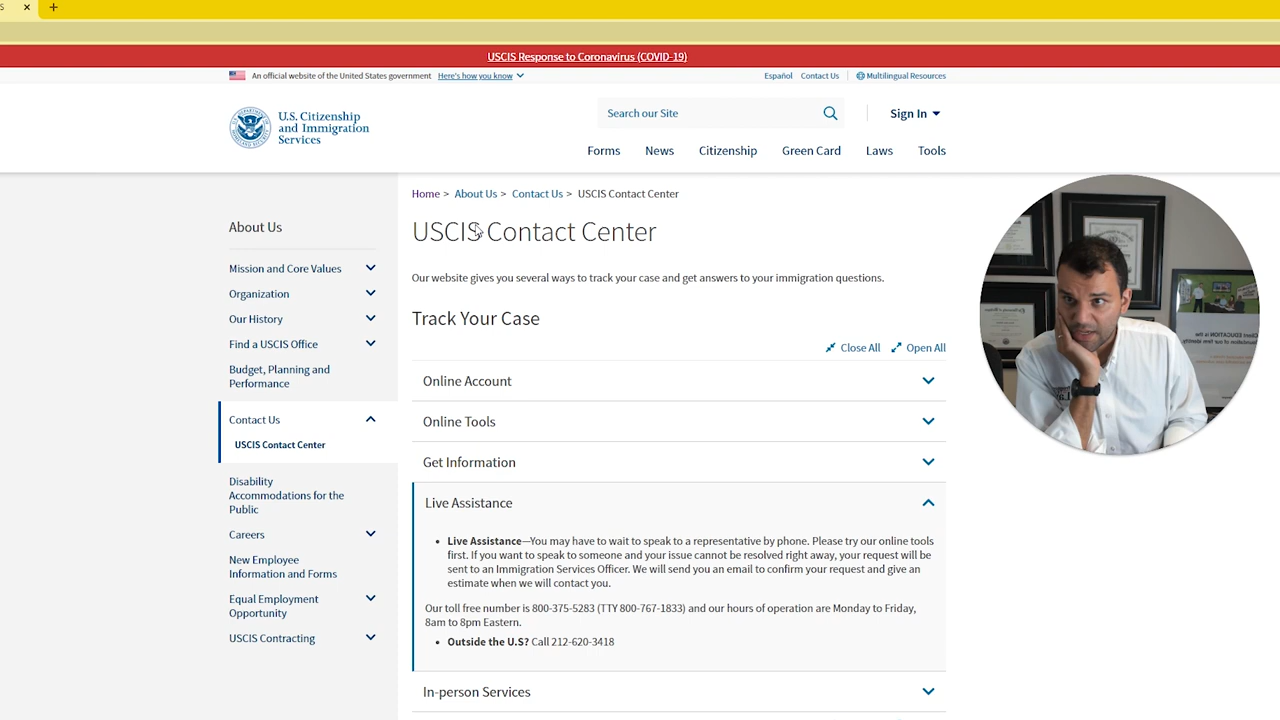 S
USCIS Response to Coronavirus (COVID-19)
An official website of the United States government Here's how you know
Español Contact Us Multilingual Resources
U.S. Citizenship
and Immigration
Services
Search our Site
Sign In
Forms News Citizenship Green Card Laws Tools
Home > About Us > Contact Us > USCIS Contact Center
About Us
Mission and Core Values
Organization
Our History
Find a USCIS Office
Budget, Planning and
Performance
Contact Us
USCIS Contact Center
Disability
Accommodations for the
Public
Careers
New Employee
Information and Forms
Equal Employment
Opportunity
USCIS Contracting
USCIS Contact Center
Our website gives you several ways to track your case and get answers to your immigration questions.
Track Your Case
Close All Open All
Online Account
Online Tools
Get Information
Live Assistance
• Live Assistance—You may have to wait to speak to a representative by phone. Please try our online tools
first. If you want to speak to someone and your issue cannot be resolved right away, your request will be
sent to an Immigration Services Officer. We will send you an email to confirm your request and give an
estimate when we will contact you.
Our toll free number is 800-375-5283 (TTY 800-767-1833) and our hours of operation are Monday to Friday,
8am to 8pm Eastern.
• Outside the U.S? Call 212-620-3418
In-person Services